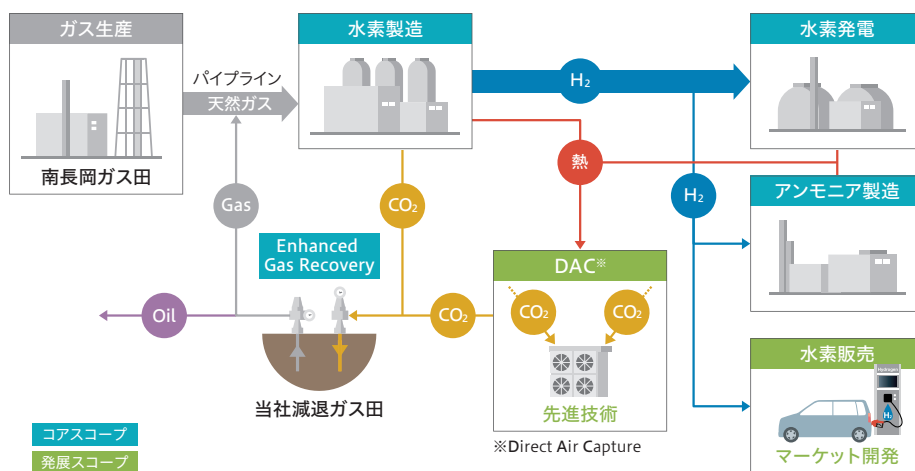 ガス生産
南長岡ガス田
パイプライン
天然ガス
水素製造
H₂
水素発電
熱
H₂
アンモニア製造
Gas
CO₂
Enhanced
Gas Recovery
DAC※
CO₂
CO₂
CO₂
Oil
先進技術
当社減退ガス田
※Direct Air Capture
水素販売
Hydrogen
H₂
マーケット開発
コアスコープ
発展スコープ